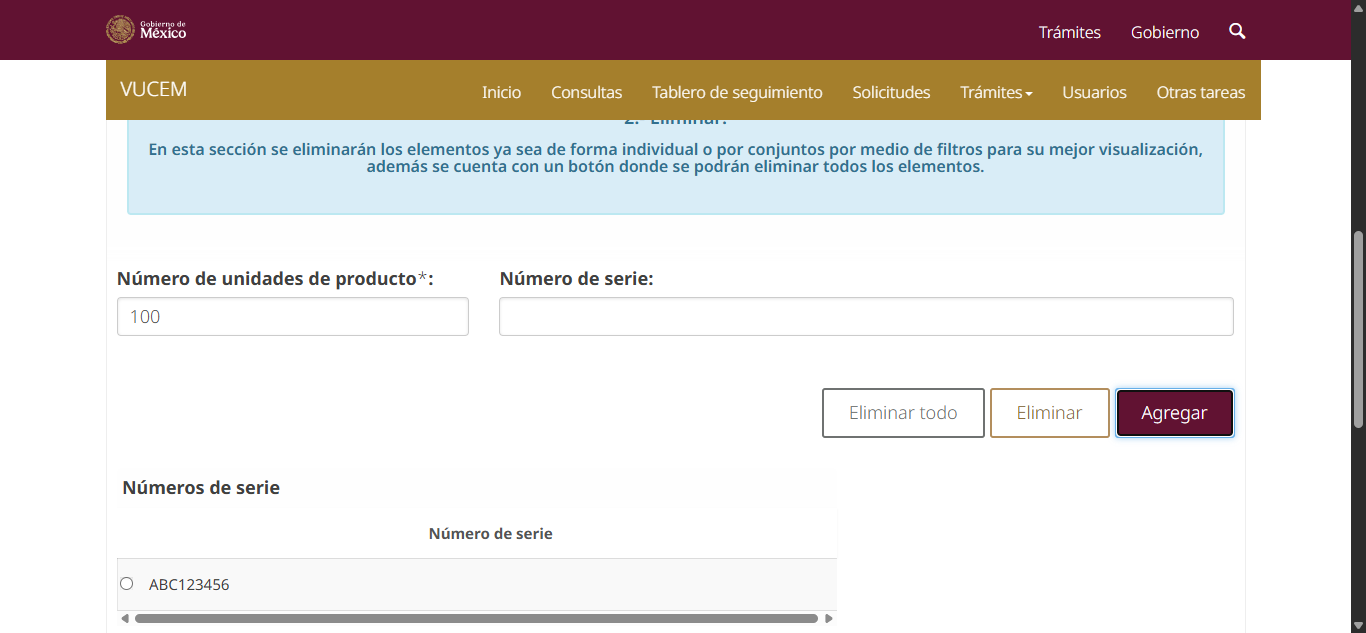 Gobierno de
México
Trámites
Gobierno
VUCEM
Inicio
Consultas
Tablero de seguimiento
Solicitudes
Trámites
Usuarios
Otras tareas
2. Eliminar:
En esta sección se eliminarán los elementos ya sea de forma individual o por conjuntos por medio de filtros para su mejor visualización,
además se cuenta con un botón donde se podrán eliminar todos los elementos.
Número de unidades de producto*:
Número de serie:
100
Eliminar todo
Eliminar
Agregar
Números de serie
Número de serie
ABC123456